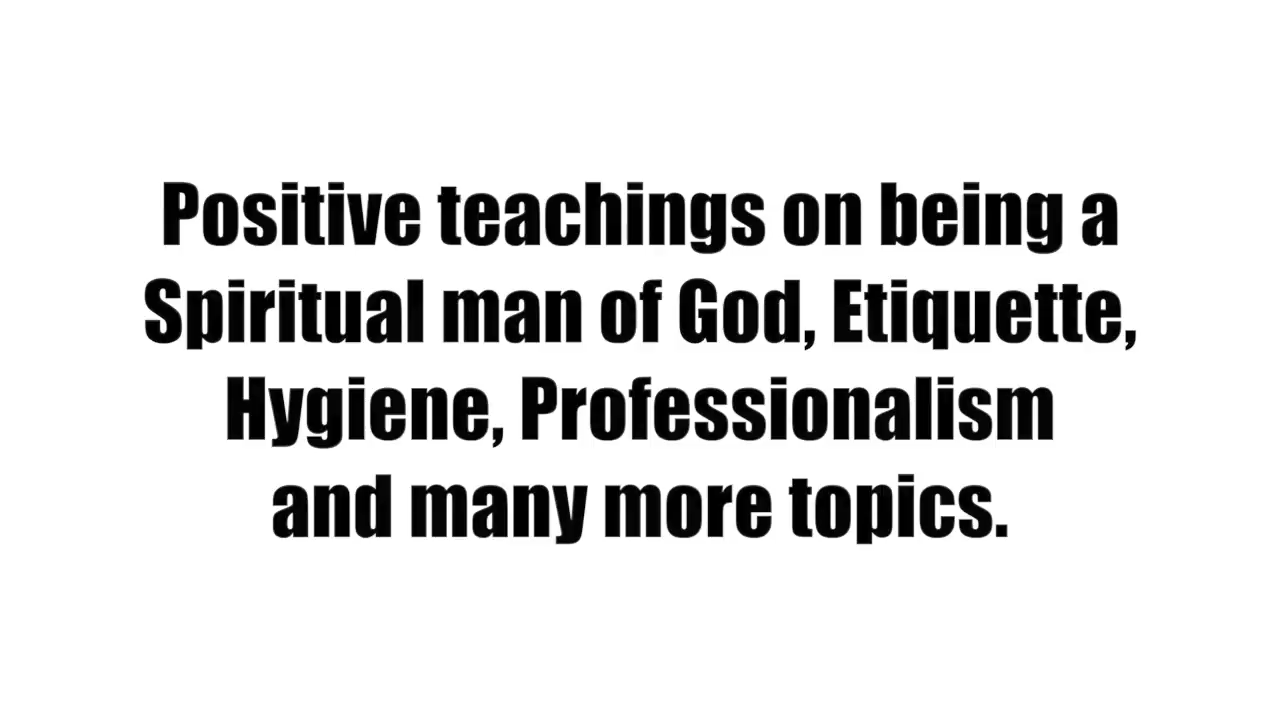 Positive teachings on being a
Spiritual man of God, Etiquette,
Hygiene, Professionalism
and many more topics.